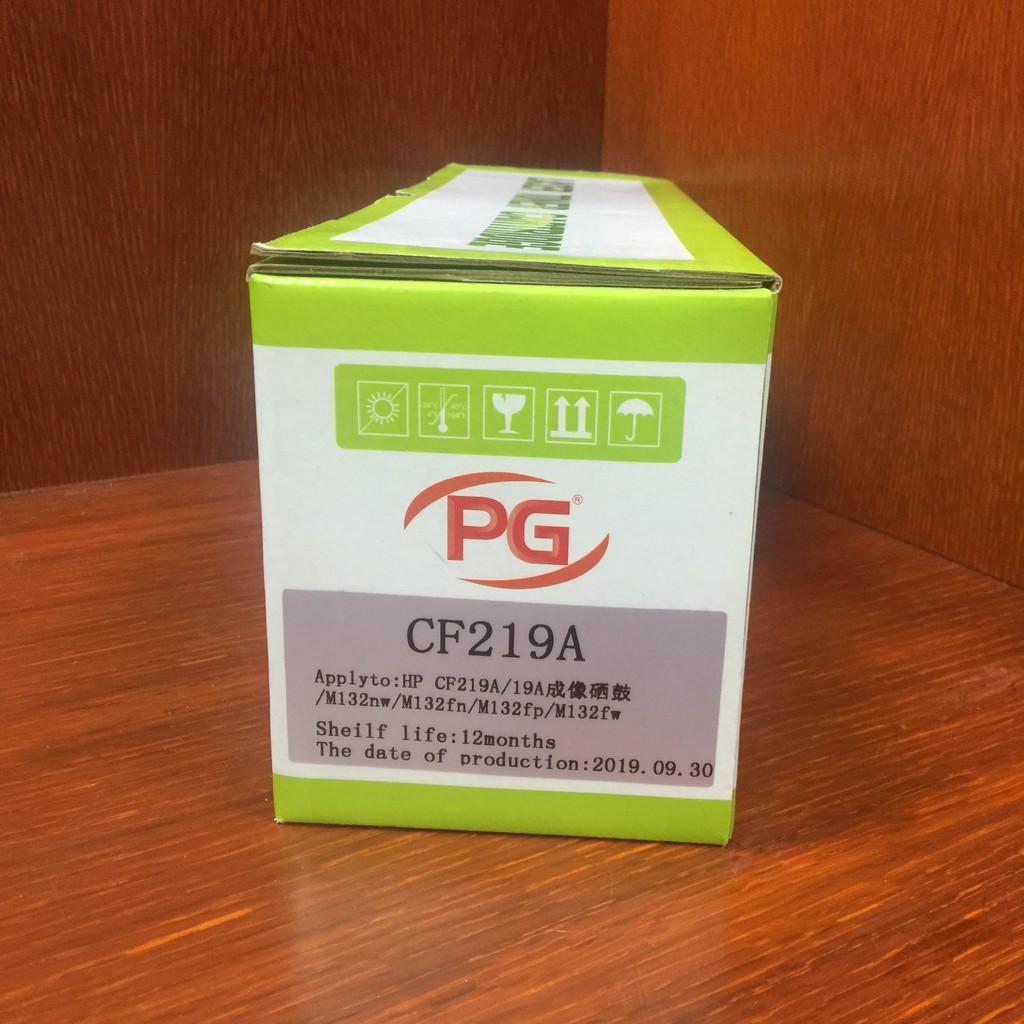 PG®
CF219A
Applyto:HP CF219A/19A成像硒鼓
/M132nw/M132fn/M132fp/M132fw
Sheilf life:12months
The date of production:2019.09.30